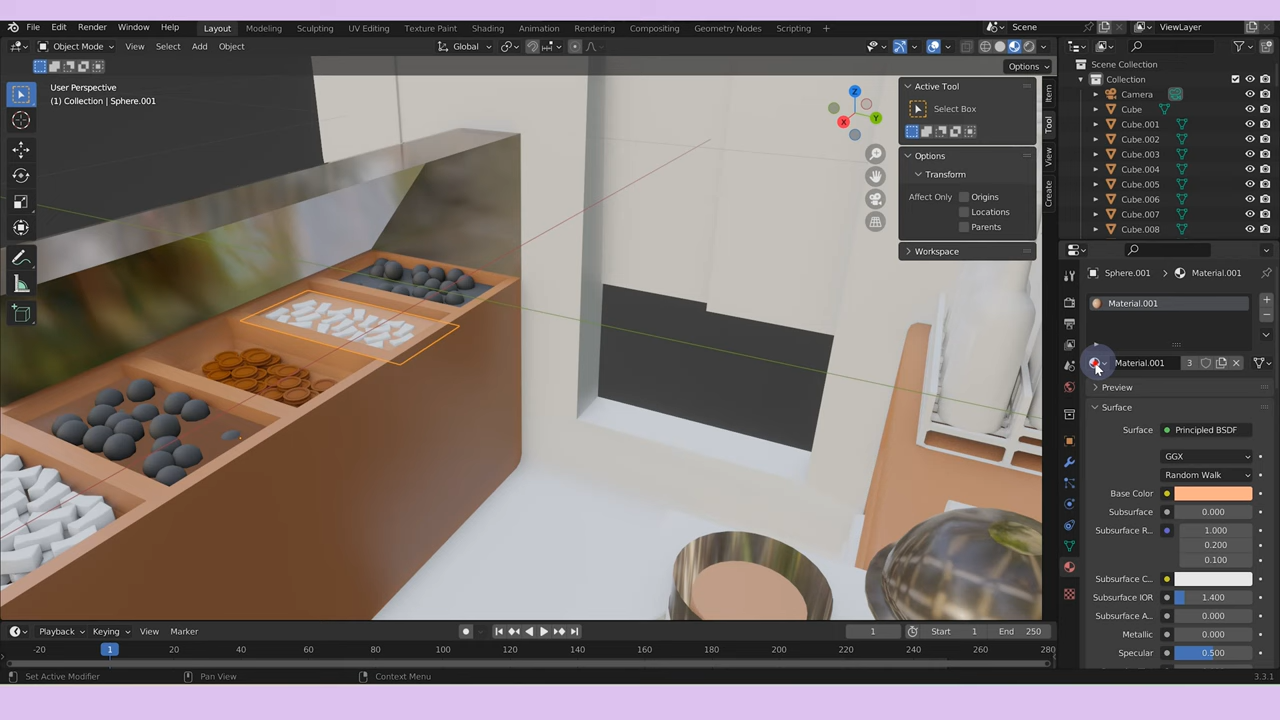 File Edit Render Window Help Layout Modeling Sculpting UV Editing Texture Paint Shading Animation Rendering Compositing Geometry Nodes Scripting + Scene ViewLayer
Object Mode View Select Add Object Global
Options
User Perspective
(1) Collection | Sphere.001
X
Y
Z
Active Tool
Select Box
Options
Transform
Affect Only Origins
Locations
Parents
Workspace
Item
Tool
View
Create
Scene Collection
Collection
Camera
Cube
Cube.001
Cube.002
Cube.003
Cube.004
Cube.005
Cube.006
Cube.007
Cube.008
Sphere.001 Material.001
Material.001
Material.001 3
Preview
Surface
Surface Principled BSDF
GGX
Random Walk
Base Color
Subsurface 0.000
Subsurface R... 1.000
0.200
0.100
Subsurface C...
Subsurface IOR 1.400
Subsurface A... 0.000
Metallic 0.000
Specular 0.500
Playback Keying View Marker 1 Start 1 End 250
-20 1 20 40 60 80 100 120 140 160 180 200 220 240 260 280
Set Active Modifier Pan View Context Menu 3.3.1